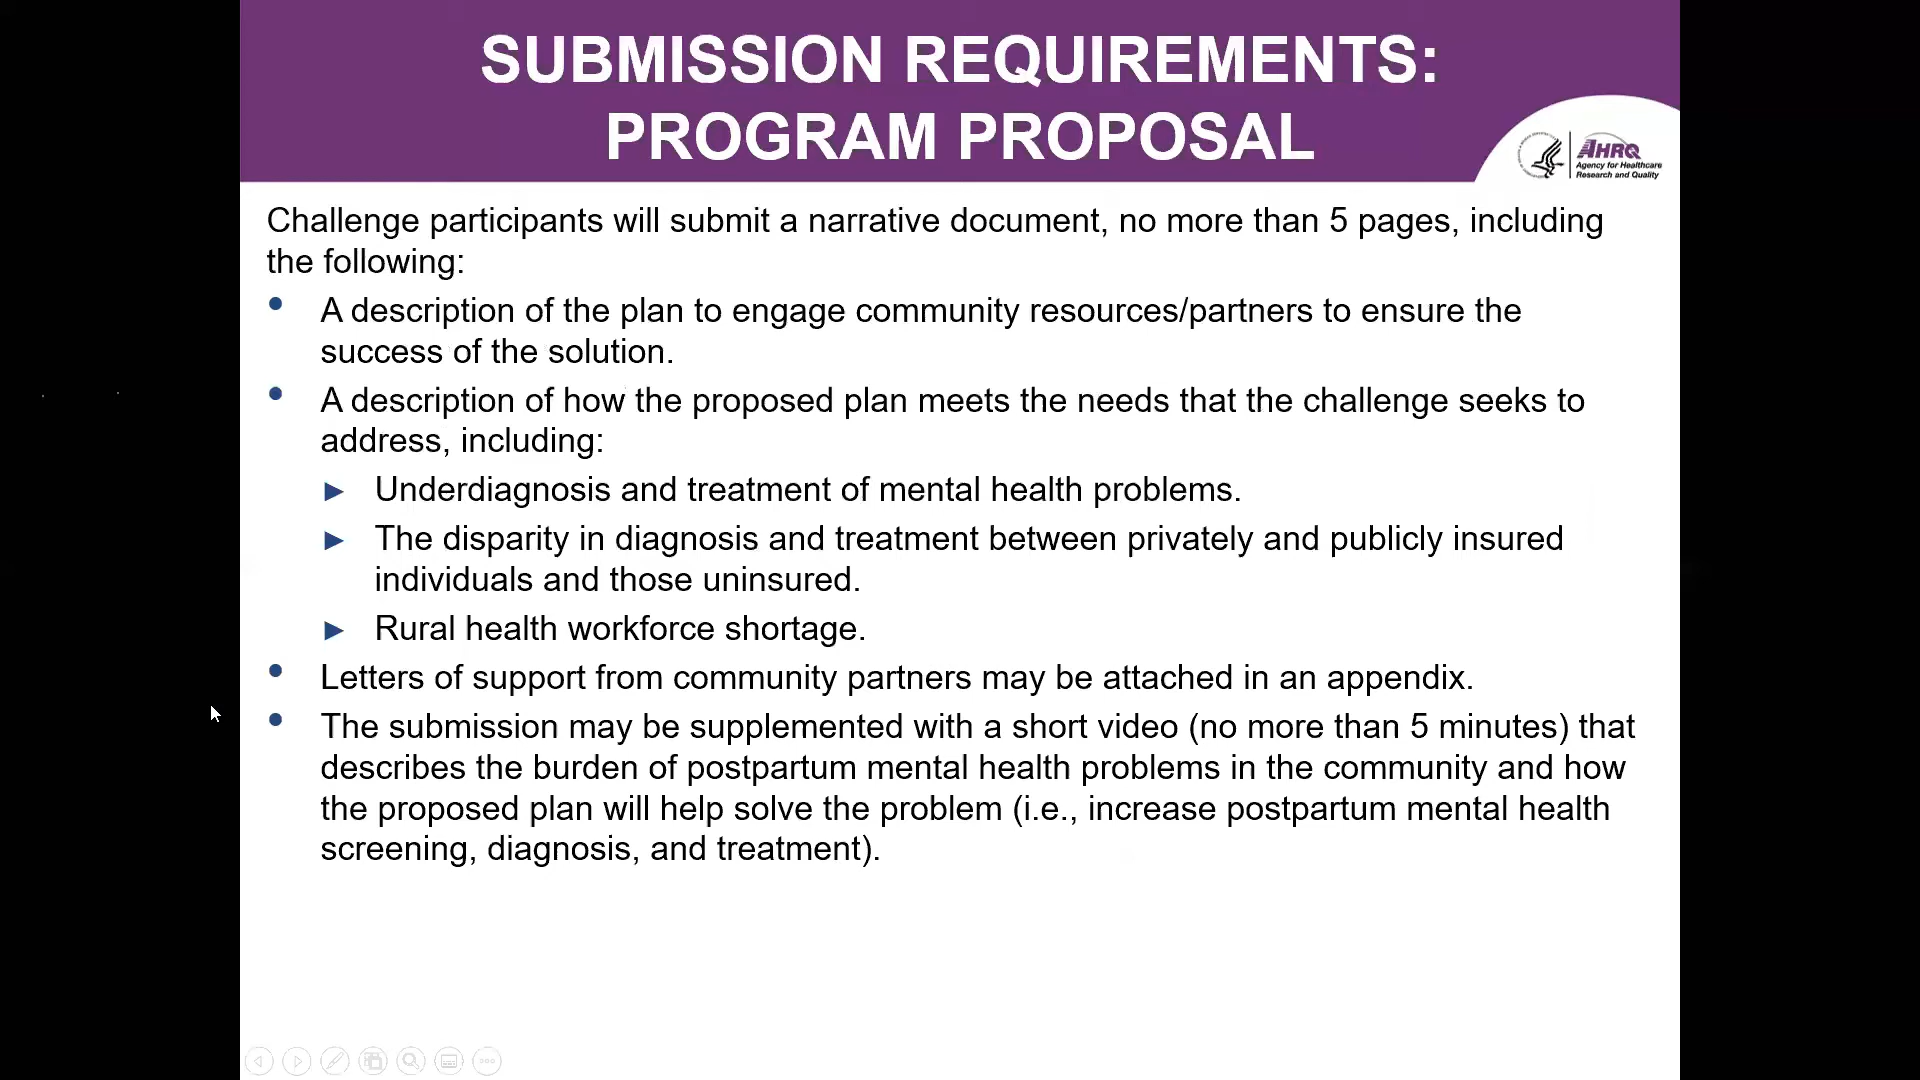 SUBMISSION REQUIREMENTS:
PROGRAM PROPOSAL
AHRQ
Agency for Healthcare
Research and Quality
Challenge participants will submit a narrative document, no more than 5 pages, including
the following:
• A description of the plan to engage community resources/partners to ensure the
success of the solution.
• A description of how the proposed plan meets the needs that the challenge seeks to
address, including:
► Underdiagnosis and treatment of mental health problems.
► The disparity in diagnosis and treatment between privately and publicly insured
individuals and those uninsured.
► Rural health workforce shortage.
• Letters of support from community partners may be attached in an appendix.
• The submission may be supplemented with a short video (no more than 5 minutes) that
describes the burden of postpartum mental health problems in the community and how
the proposed plan will help solve the problem (i.e., increase postpartum mental health
screening, diagnosis, and treatment).